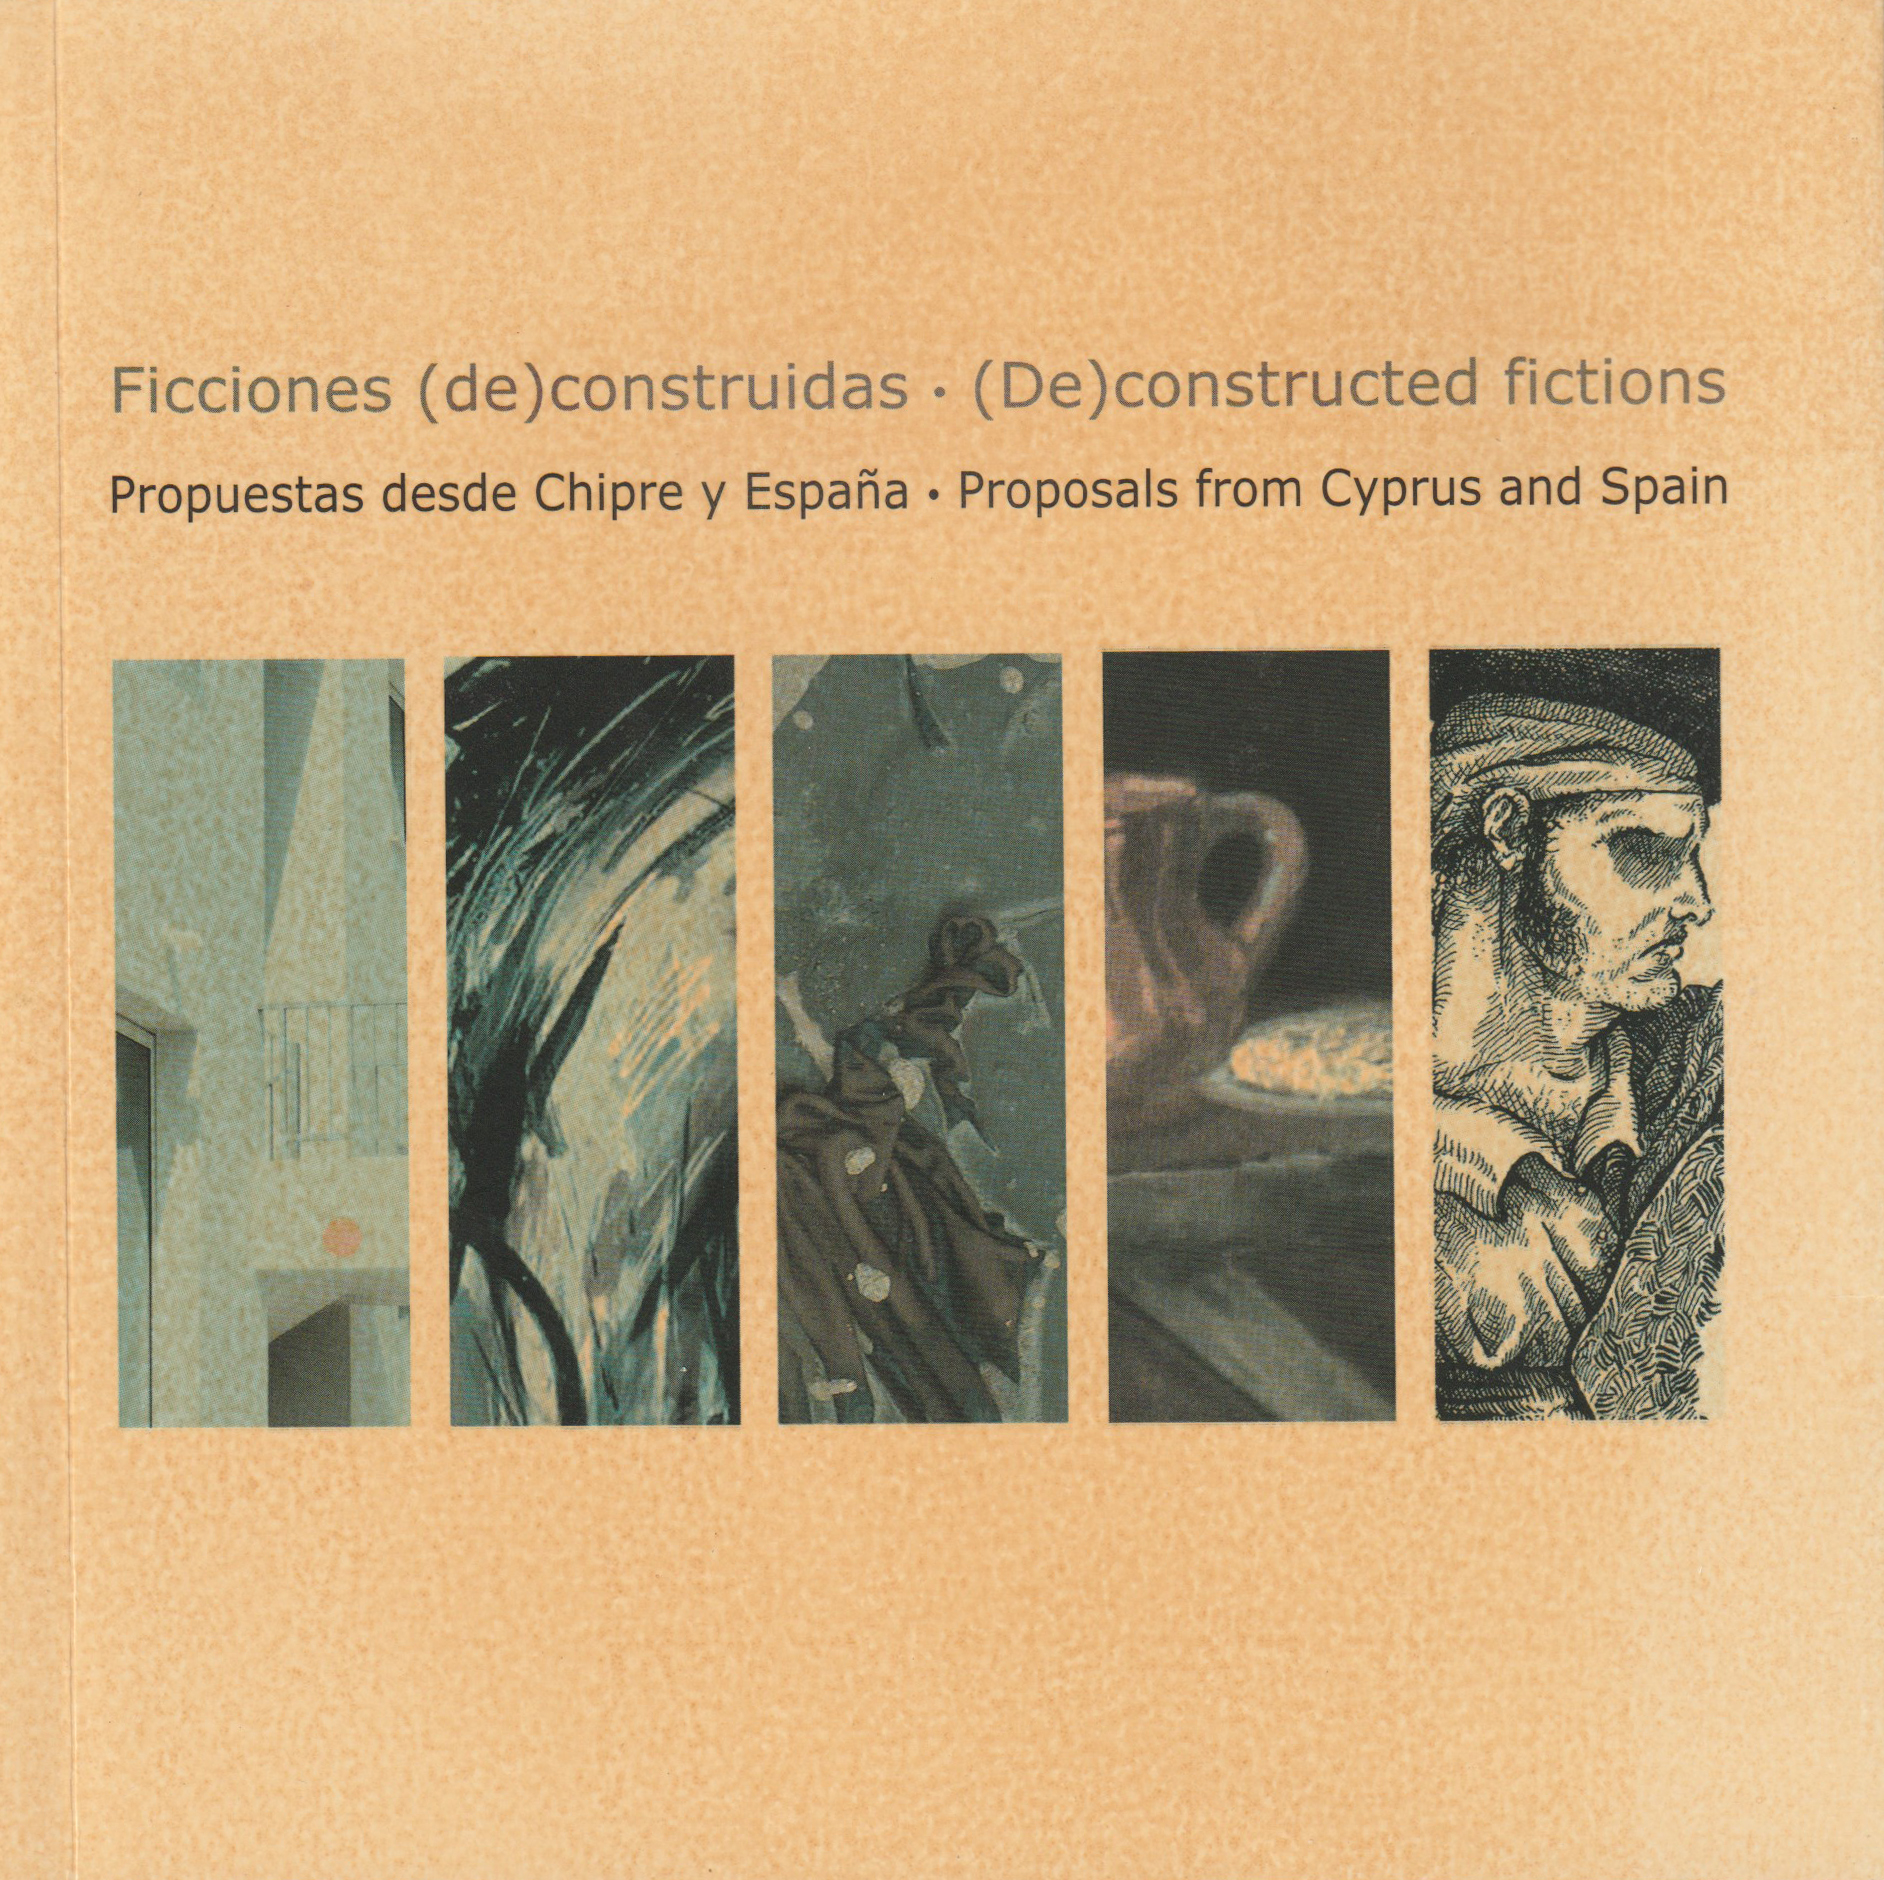 Ficciones (de)construidas • (De)constructed fictions
Propuestas desde Chipre y España • Proposals from Cyprus and Spain